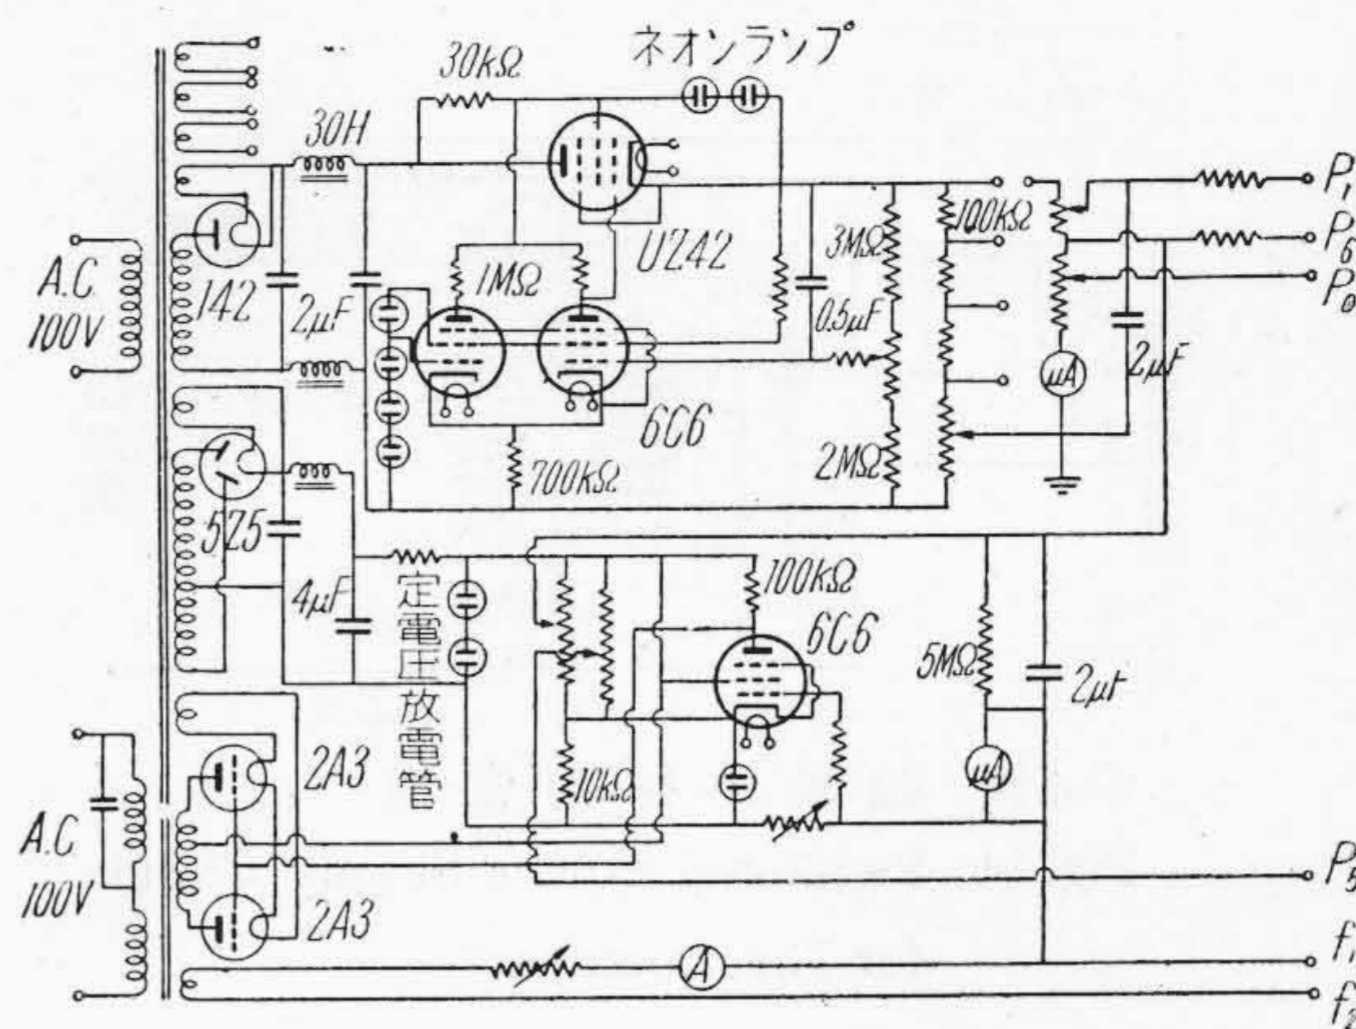 ネオンランプ
30kΩ
30H
A.C
100V
142
2μF
1MΩ
UZ42
3MΩ
100kΩ
0.5μF
2μF
μA
P₁
P₆
P₀
6C6
700kΩ
2MΩ
5Z5
4μF
定電圧放電管
100kΩ
6C6
10kΩ
5MΩ
2μF
μA
2A3
A.C
100V
2A3
P₅
A
f₁
f₂